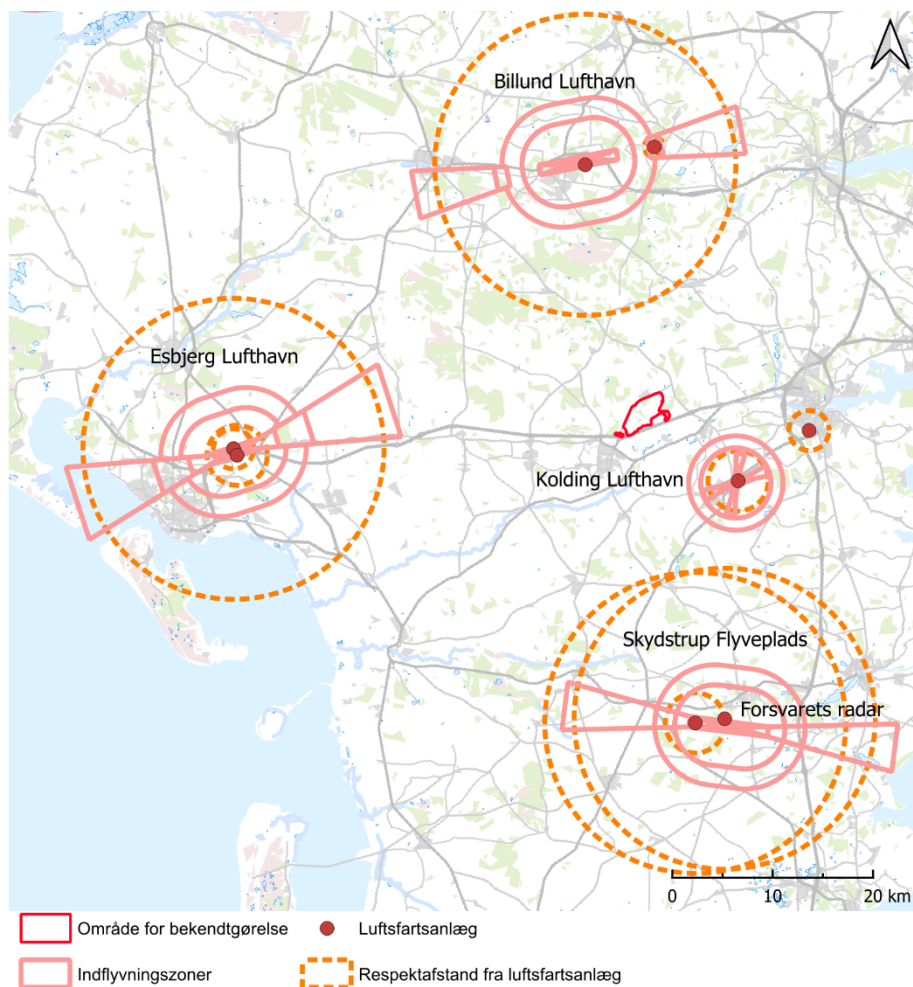 Billund Lufthavn
Esbjerg Lufthavn
Kolding Lufthavn
Skydstrup Flyveplads
Forsvarets radar
0 10 20 km
Område for bekendtgørelse
Luftsfartsanlæg
Indflyvningszoner
Respektafstand fra luftsfartsanlæg